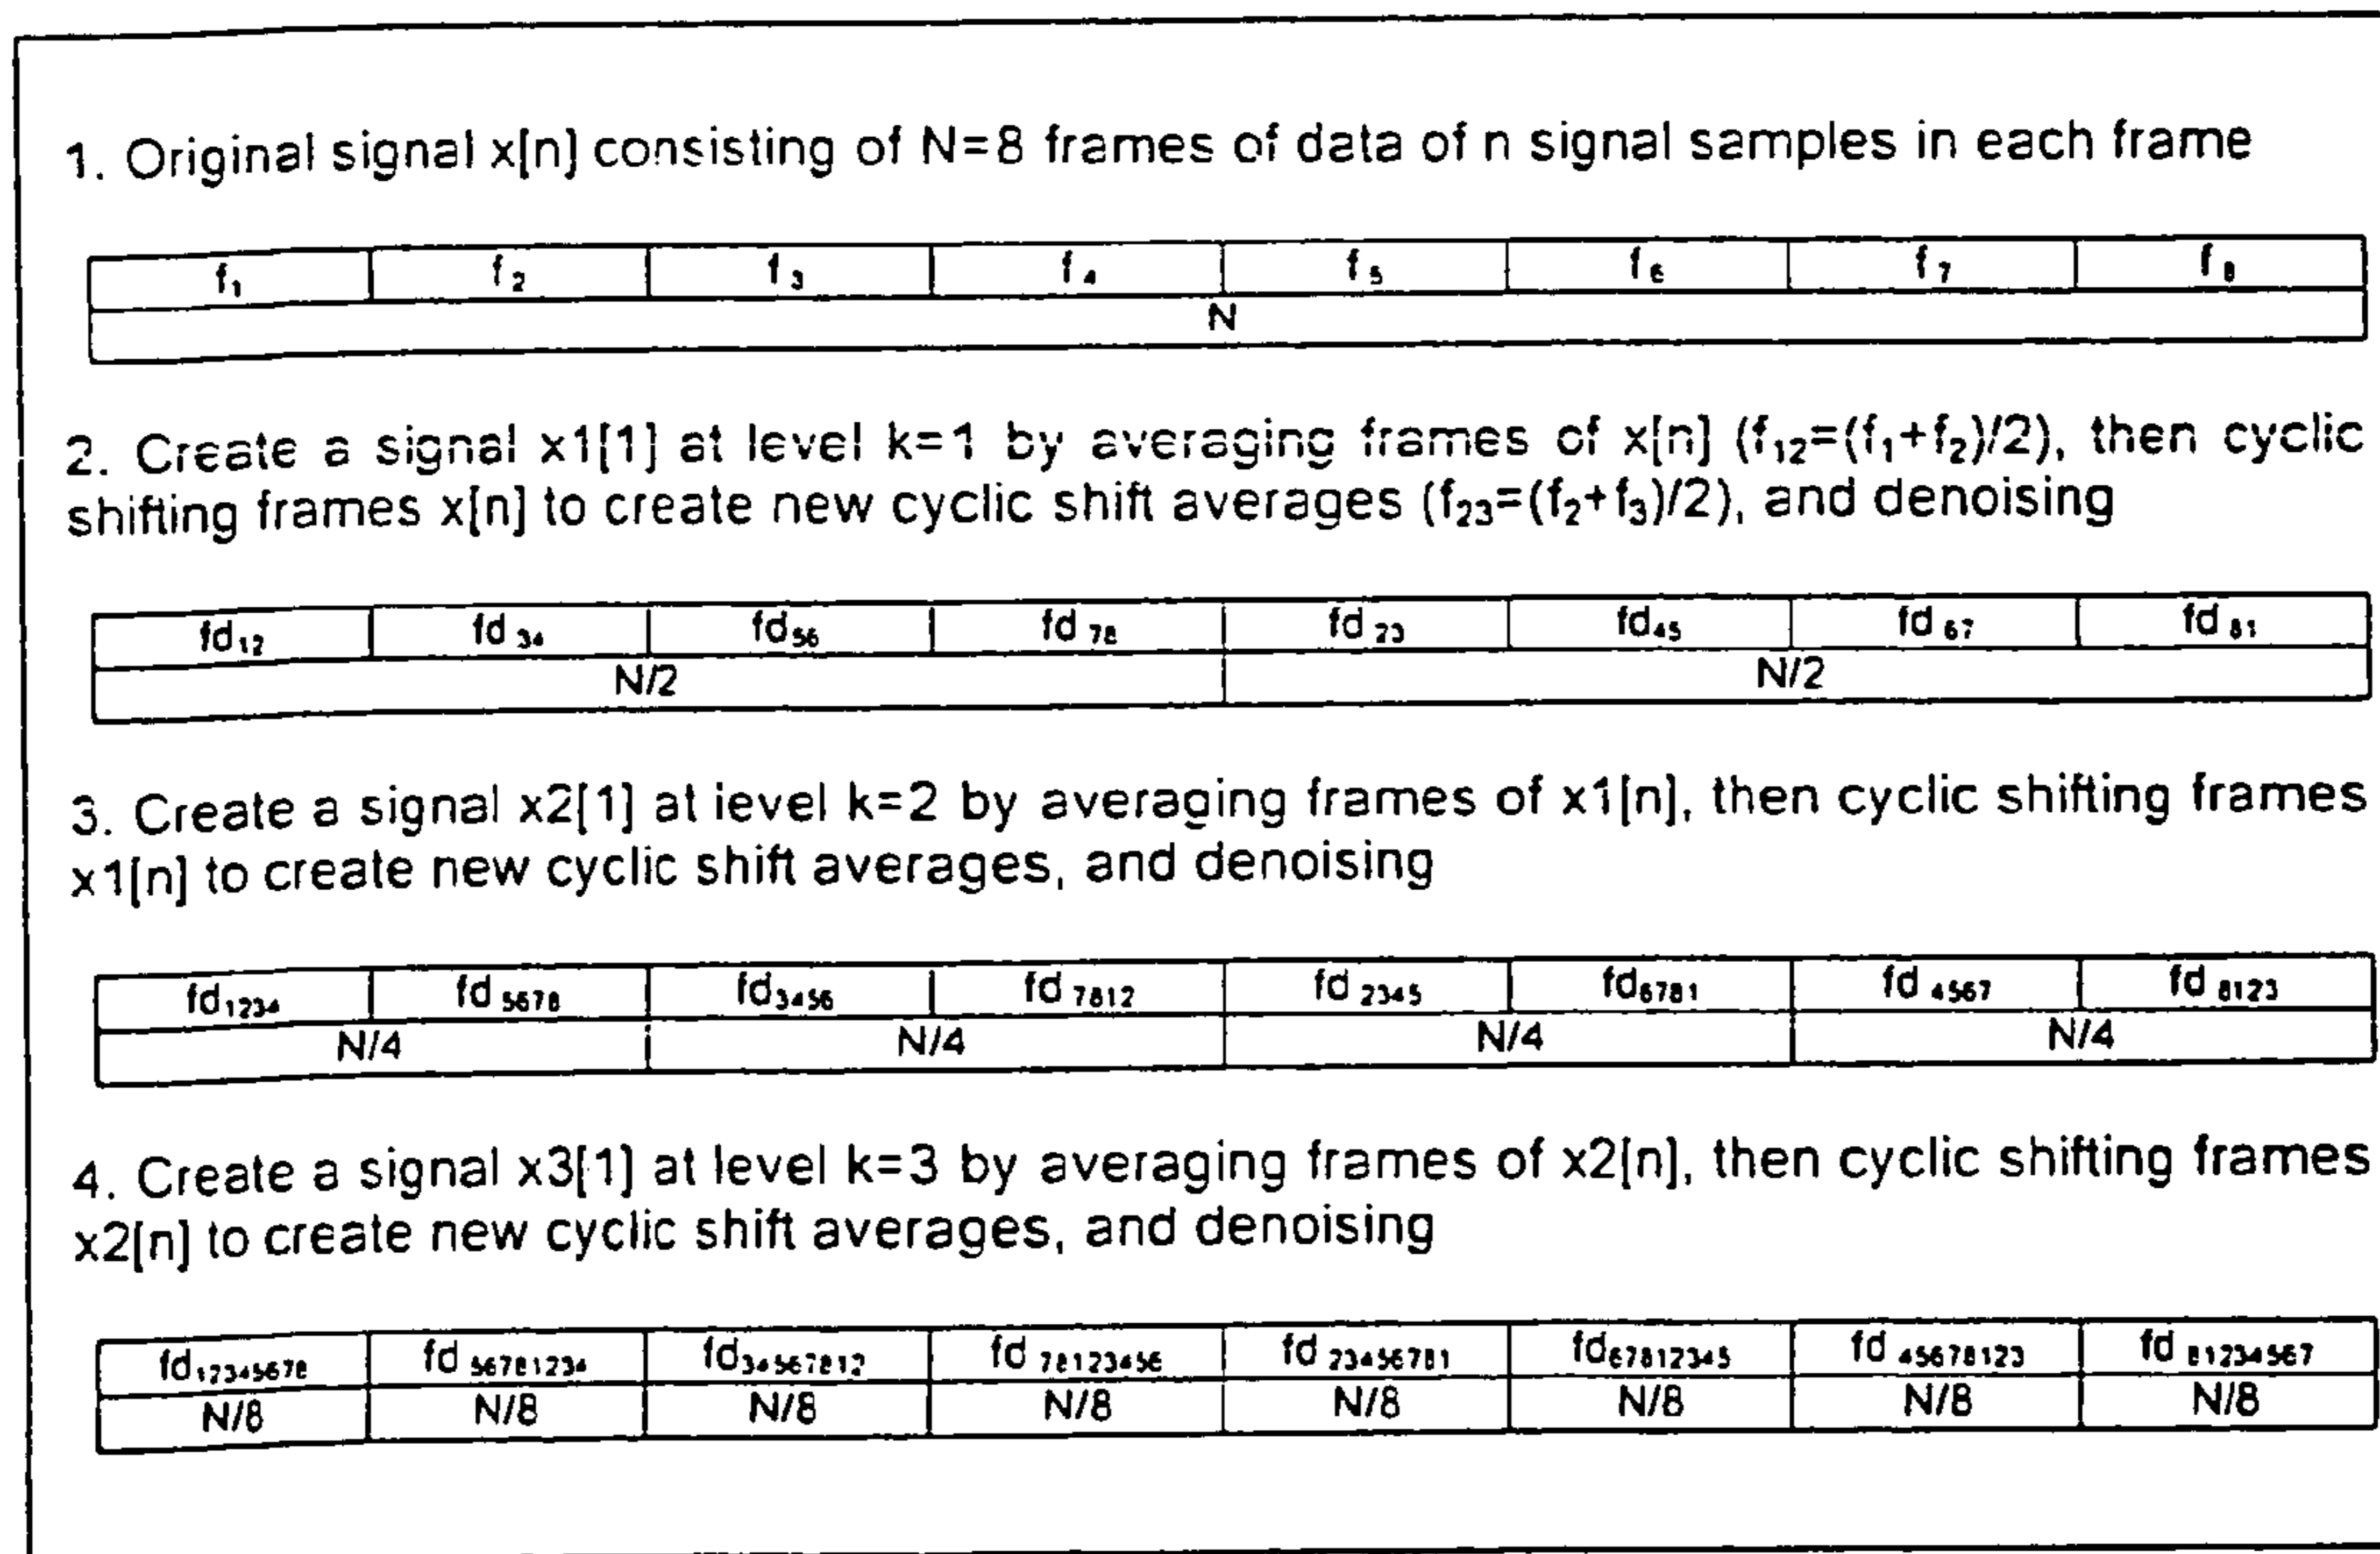 1. Original signal x[n] consisting of N=8 frames of data of n signal samples in each frame
f₁ f₂ f₃ f₄ f₅ f₆ f₇ f₈
N
2. Create a signal x1[1] at level k=1 by averaging frames of x[n] (f₁₂=(f₁+f₂)/2), then cyclic
shifting frames x[n] to create new cyclic shift averages (f₂₃=(f₂+f₃)/2), and denoising
fd₁₂ fd₃₄ fd₅₆ fd₇₈ fd₂₃ fd₄₅ fd₆₇ fd₈₁
N/2 N/2
3. Create a signal x2[1] at level k=2 by averaging frames of x1[n], then cyclic shifting frames
x1[n] to create new cyclic shift averages, and denoising
fd₁₂₃₄ fd₅₆₇₈ fd₃₄₅₆ fd₇₈₁₂ fd₂₃₄₅ fd₆₇₈₁ fd₄₅₆₇ fd₈₁₂₃
N/4 N/4 N/4 N/4
4. Create a signal x3[1] at level k=3 by averaging frames of x2[n], then cyclic shifting frames
x2[n] to create new cyclic shift averages, and denoising
fd₁₂₃₄₅₆₇₈ fd₅₆₇₈₁₂₃₄ fd₃₄₅₆₇₈₁₂ fd₇₈₁₂₃₄₅₆ fd₂₃₄₅₆₇₈₁ fd₆₇₈₁₂₃₄₅ fd₄₅₆₇₈₁₂₃ fd₈₁₂₃₄₅₆₇
N/8 N/8 N/8 N/8 N/8 N/8 N/8 N/8